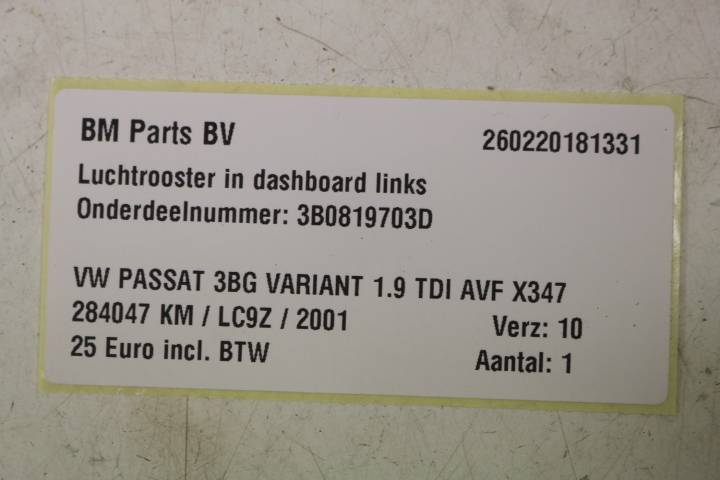 BM Parts BV 260220181331
Luchtrooster in dashboard links
Onderdeelnummer: 3B0819703D
VW PASSAT 3BG VARIANT 1.9 TDI AVF X347
284047 KM / LC9Z / 2001 Verz: 10
25 Euro incl. BTW Aantal: 1